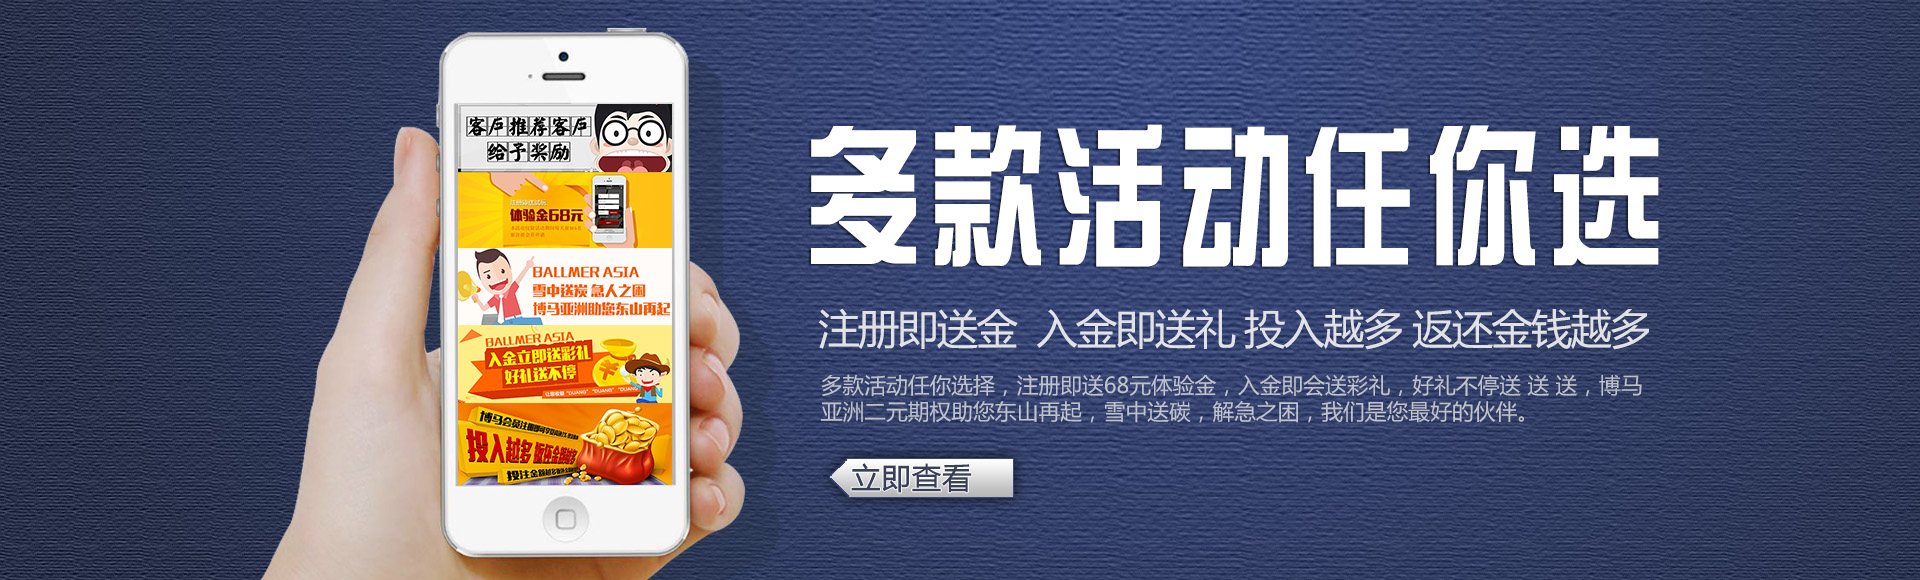 客户推荐客户
给予奖励
体验金68元
BALLMER ASIA
雪中送炭 急人之困
博马亚洲助您东山再起
BALLMER ASIA
入金立即送彩礼
好礼送不停
投入越多 返还金额越多
多款活动任你选
注册即送金 入金即送礼 投入越多 返还金钱越多
多款活动任你选择，注册即送68元体验金，入金即会送彩礼，好礼不停送 送 送，博马
亚洲二元期权助您东山再起，雪中送碳，解急之困，我们是您最好的伙伴。
立即查看